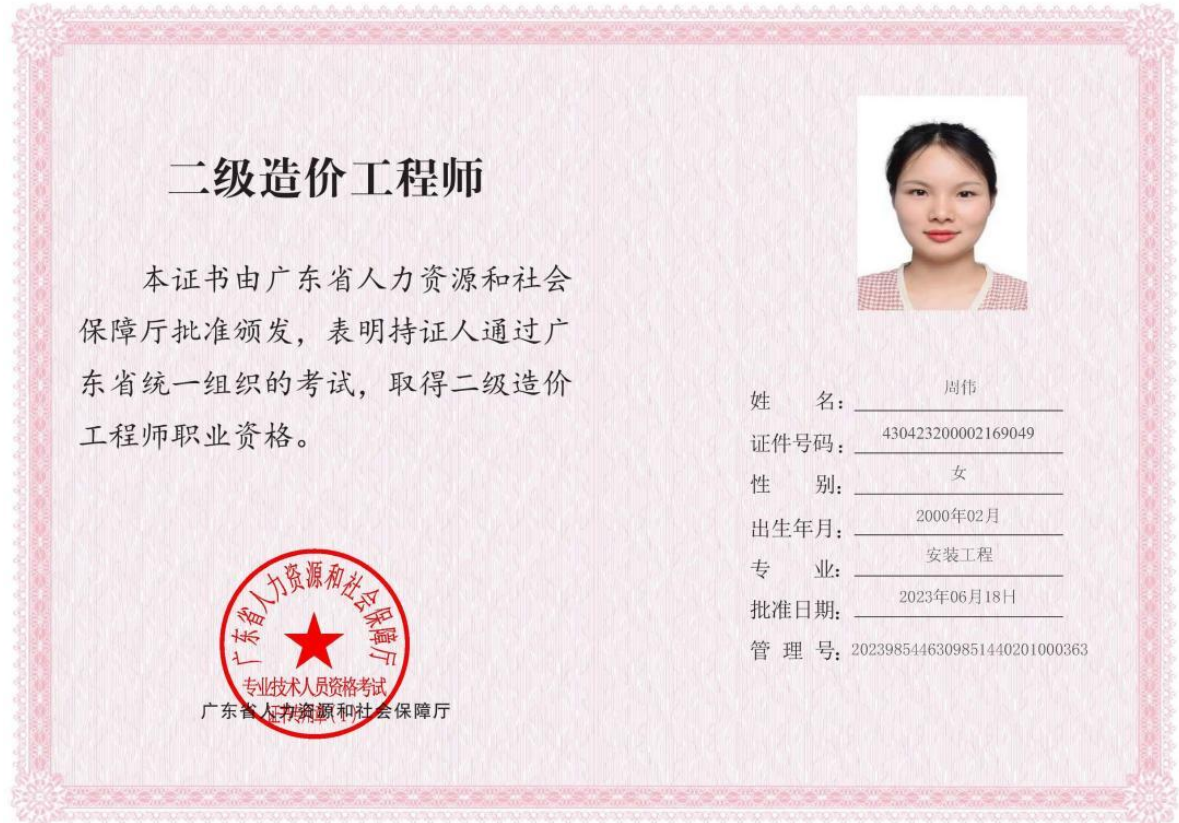 二级造价工程师
本证书由广东省人力资源和社会
保障厅批准颁发，表明持证人通过广
东省统一组织的考试，取得二级造价
工程师职业资格。
姓 名：周伟
证件号码：430423200002169049
性 别：女
出生年月：2000年02月
专 业：安装工程
批准日期：2023年06月18日
管 理 号：20239854463098514402010003​63
广东省人力资源和社会保障厅
专业技术人员资格考试
证书专用章（1）
广东省人力资源和社会保障厅